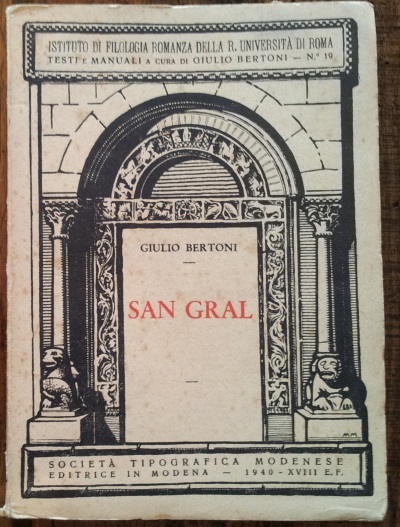 ISTITUTO DI FILOLOGIA ROMANZA DELLA R. UNIVERSITÀ DI ROMA
TESTI E MANUALI A CURA DI GIULIO BERTONI — N.º 19
GIULIO BERTONI
—
SAN GRAL
—
MM
SOCIETÀ TIPOGRAFICA MODENESE
EDITRICE IN MODENA — 1940-XVIII E.F.